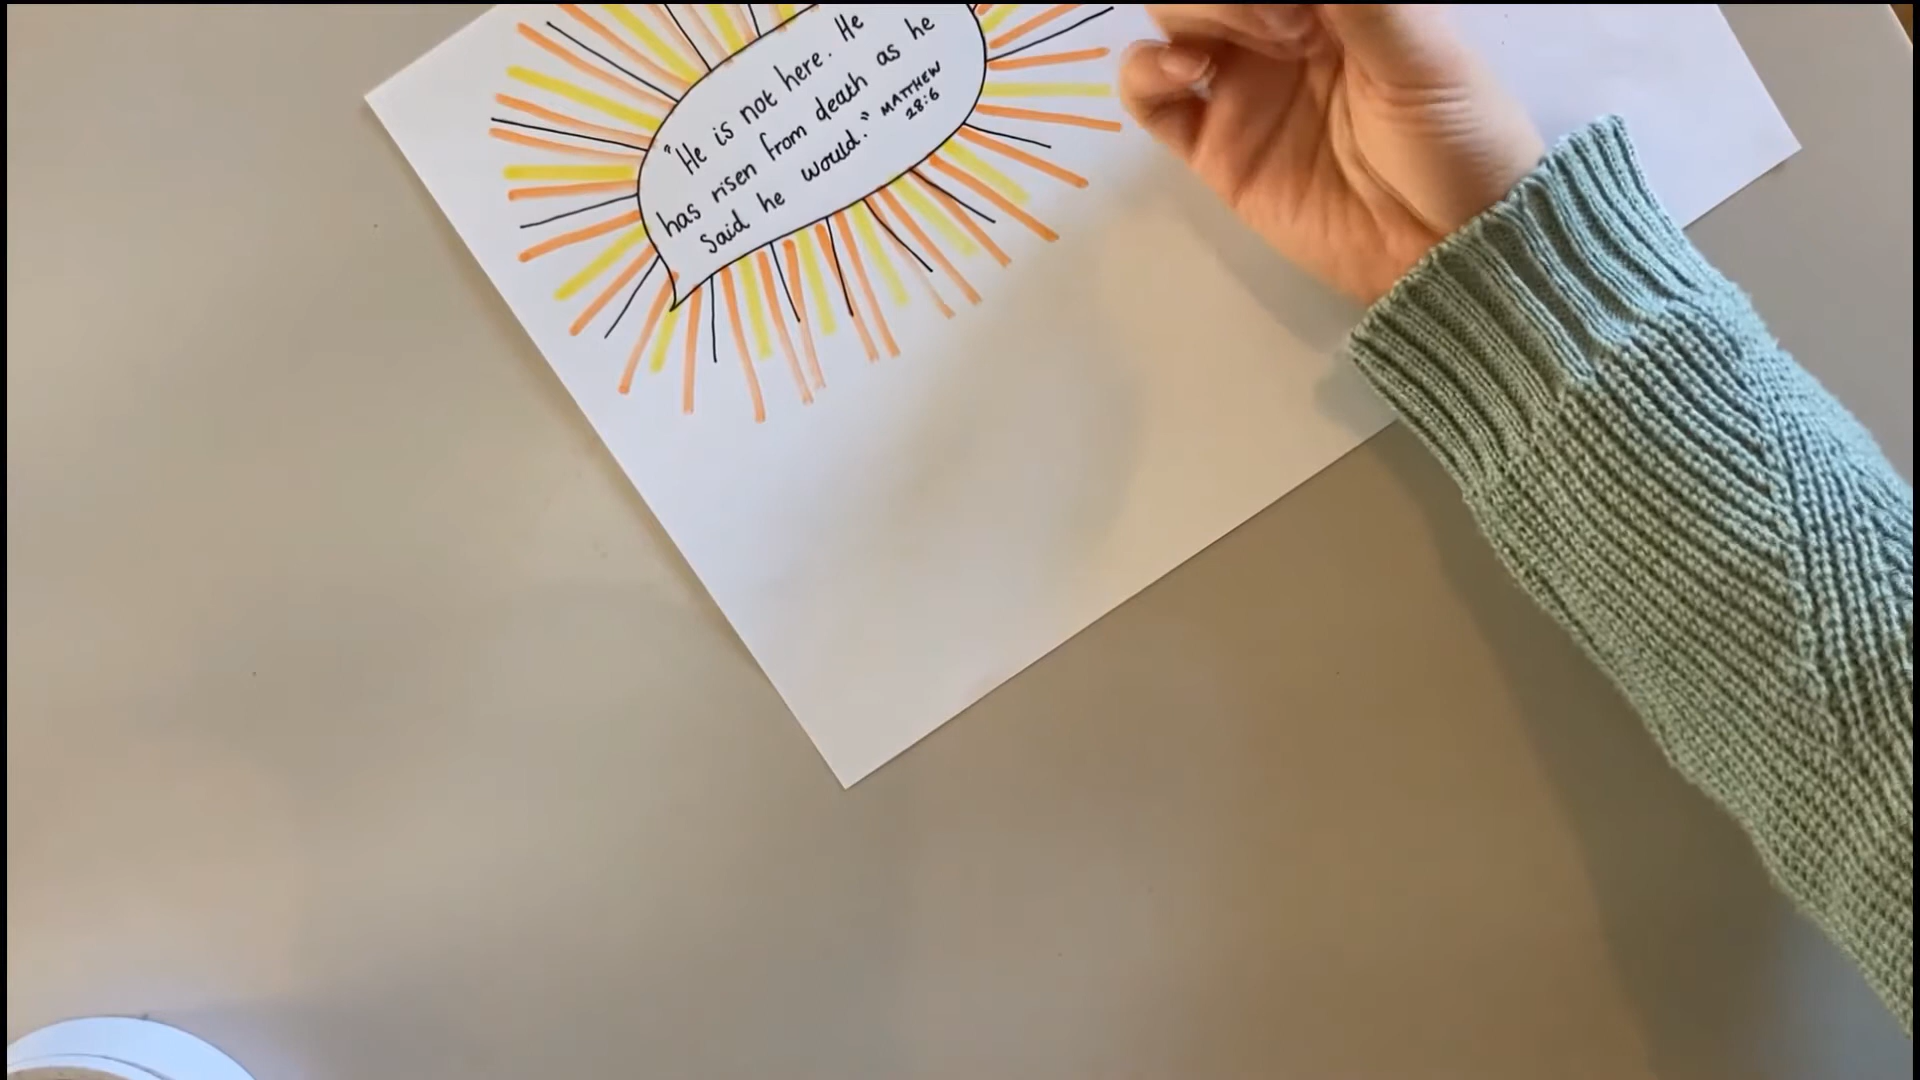 "He is not here. He
has risen from death as he
Said he would." MATTHEW
28:6